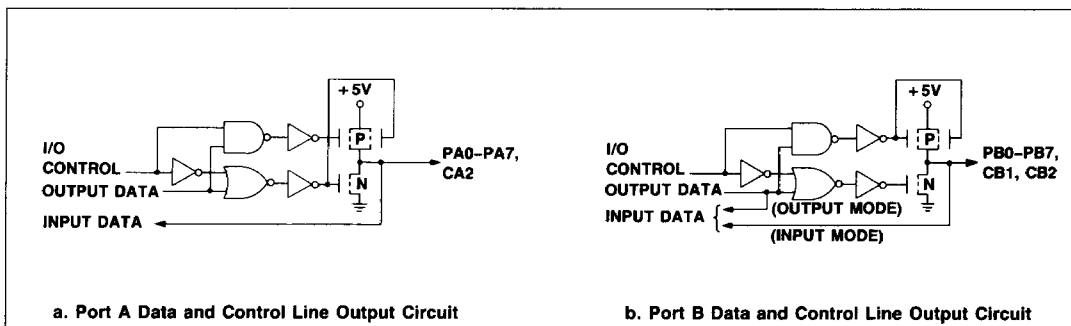 +5V
P
I/O
CONTROL
PA0–PA7,
CA2
N
OUTPUT DATA
INPUT DATA
a. Port A Data and Control Line Output Circuit
+5V
P
I/O
CONTROL
PB0–PB7,
CB1, CB2
N
OUTPUT DATA
(OUTPUT MODE)
INPUT DATA
(INPUT MODE)
b. Port B Data and Control Line Output Circuit